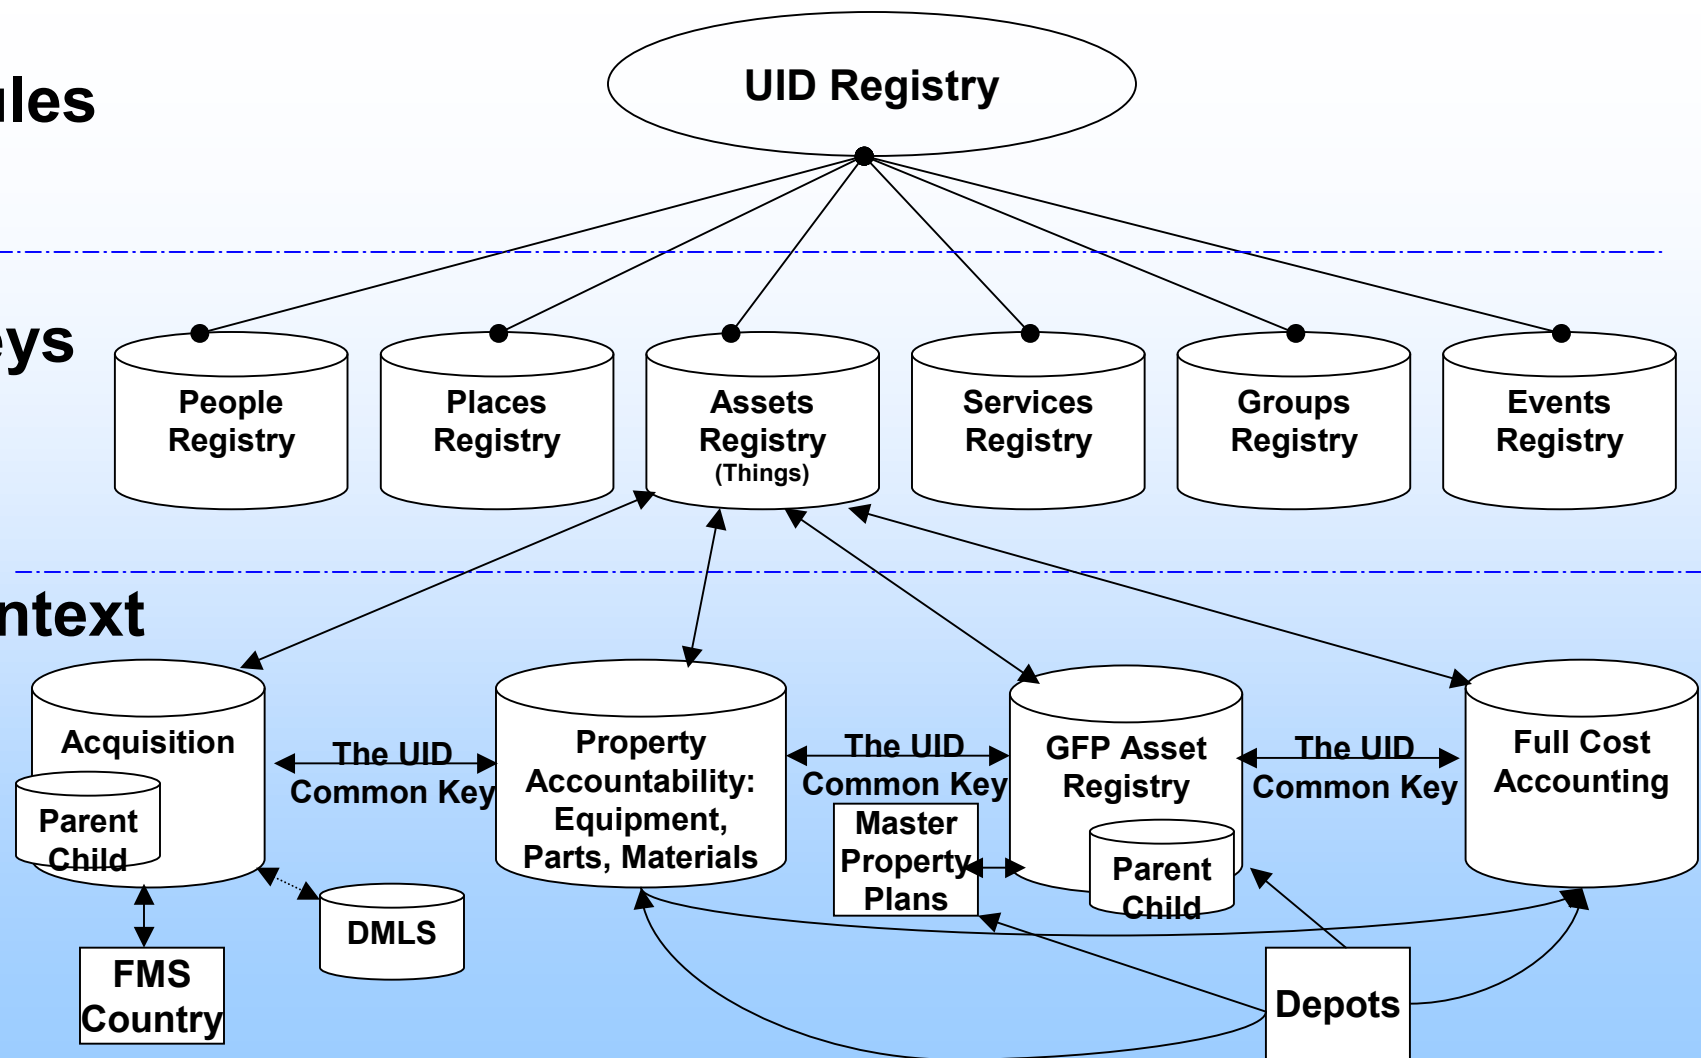 UID Registry
ules
eys
People
Registry
Places
Registry
Assets
Registry
(Things)
Services
Registry
Groups
Registry
Events
Registry
ntext
Acquisition
Parent
Child
The UID
Common Key
Property
Accountability:
Equipment,
Parts, Materials
The UID
Common Key
GFP Asset
Registry
Parent
Child
The UID
Common Key
Full Cost
Accounting
Master
Property
Plans
DMLS
FMS
Country
Depots